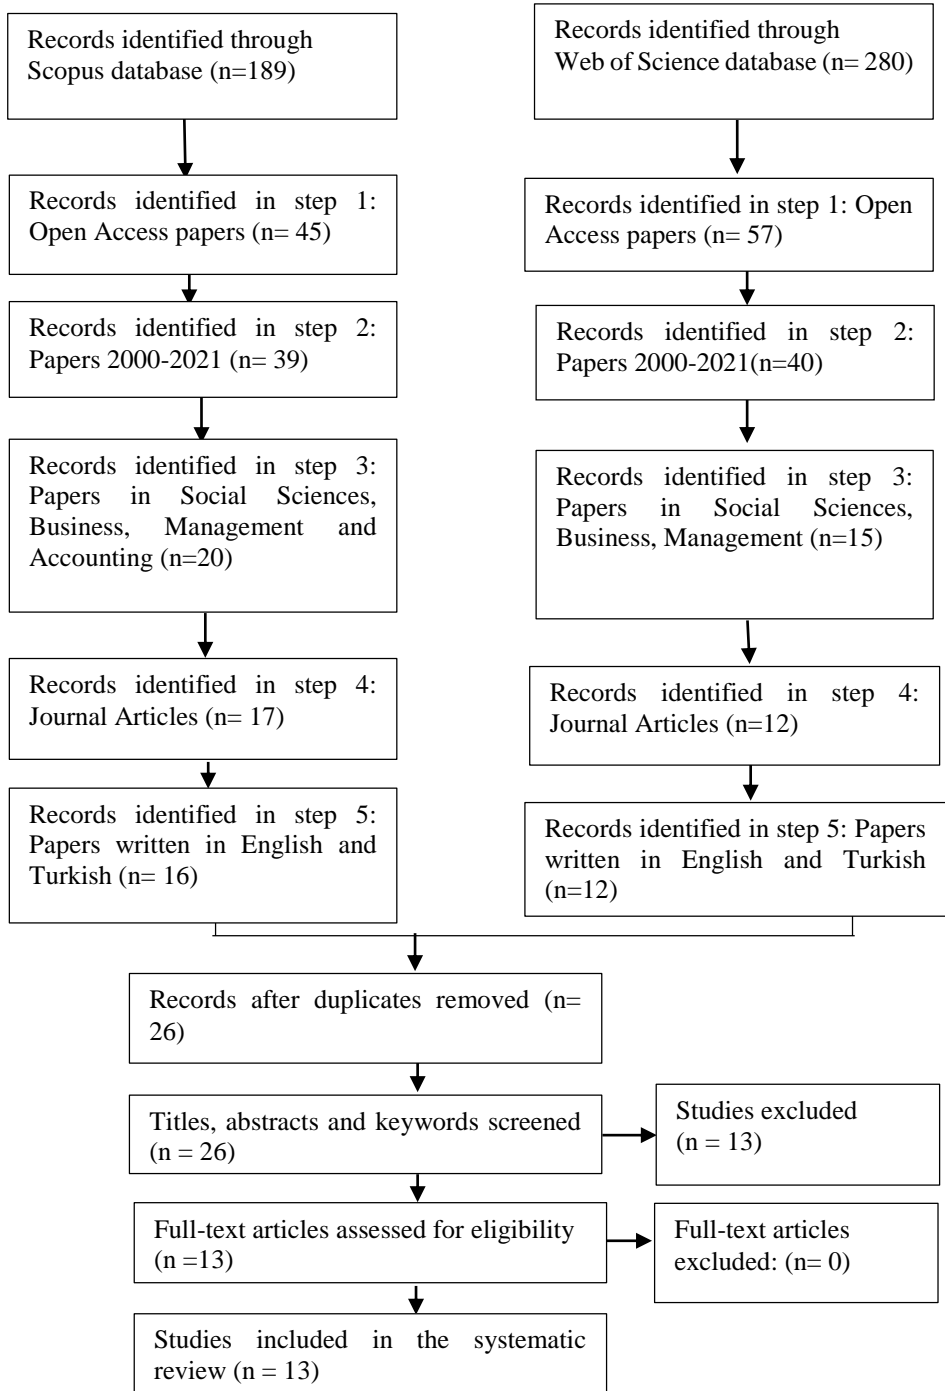 Records identified through
Scopus database (n=189)
Records identified through
Web of Science database (n= 280)
Records identified in step 1:
Open Access papers (n= 45)
Records identified in step 1: Open
Access papers (n= 57)
Records identified in step 2:
Papers 2000-2021 (n= 39)
Records identified in step 2:
Papers 2000-2021(n=40)
Records identified in step 3:
Papers in Social Sciences,
Business, Management and
Accounting (n=20)
Records identified in step 3:
Papers in Social Sciences,
Business, Management (n=15)
Records identified in step 4:
Journal Articles (n= 17)
Records identified in step 4:
Journal Articles (n=12)
Records identified in step 5:
Papers written in English and
Turkish (n= 16)
Records identified in step 5: Papers
written in English and Turkish
(n=12)
Records after duplicates removed (n=
26)
Titles, abstracts and keywords screened
(n = 26)
Studies excluded
(n = 13)
Full-text articles assessed for eligibility
(n =13)
Full-text articles
excluded: (n= 0)
Studies included in the systematic
review (n = 13)